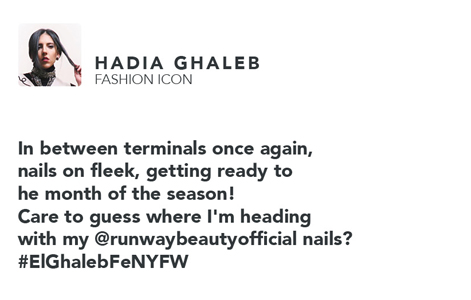 HADIA GHALEB
FASHION ICON
In between terminals once again,
nails on fleek, getting ready to
he month of the season!
Care to guess where I'm heading
with my @runwaybeautyofficial nails?
#ElGhalebFeNYFW